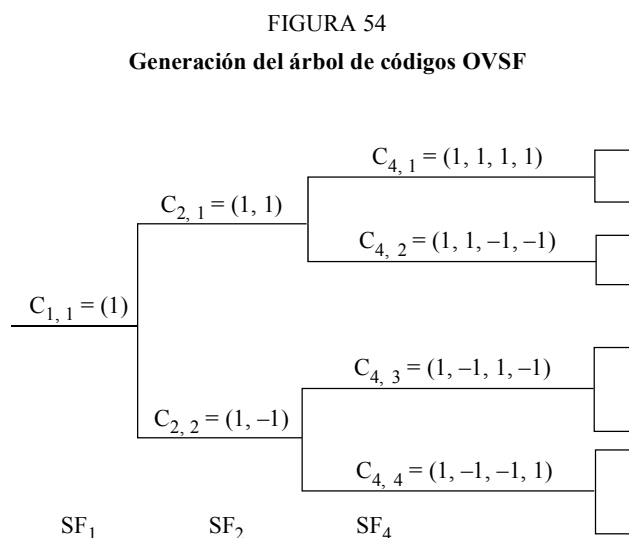 FIGURA 54
Generación del árbol de códigos OVSF
C4, 1 = (1, 1, 1, 1)
C2, 1 = (1, 1)
C4, 2 = (1, 1, –1, –1)
C1, 1 = (1)
C4, 3 = (1, –1, 1, –1)
C2, 2 = (1, –1)
C4, 4 = (1, –1, –1, 1)
SF1 SF2 SF4